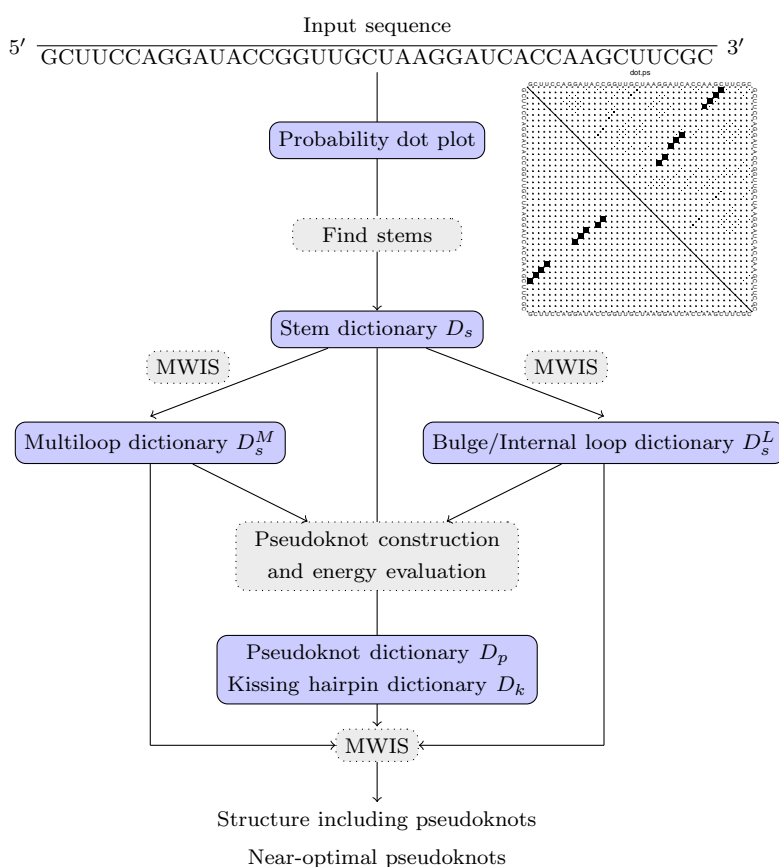 Input sequence
5′ GCUUCCAGGAUACCGGUUGCUAAGGAUCACCAAGCUUCGC 3′
dot.ps
GCUUCCAGGAUACCGGUUGCUAAGGAUCACCAAGCUUCGC
GCUUCCAGGAUACCGGUUGCUAAGGAUCACCAAGCUUCGC
Probability dot plot
Find stems
Stem dictionary D_s
MWIS
MWIS
Multiloop dictionary D_s^M
Bulge/Internal loop dictionary D_s^L
Pseudoknot construction
and energy evaluation
Pseudoknot dictionary D_p
Kissing hairpin dictionary D_k
MWIS
Structure including pseudoknots
Near-optimal pseudoknots